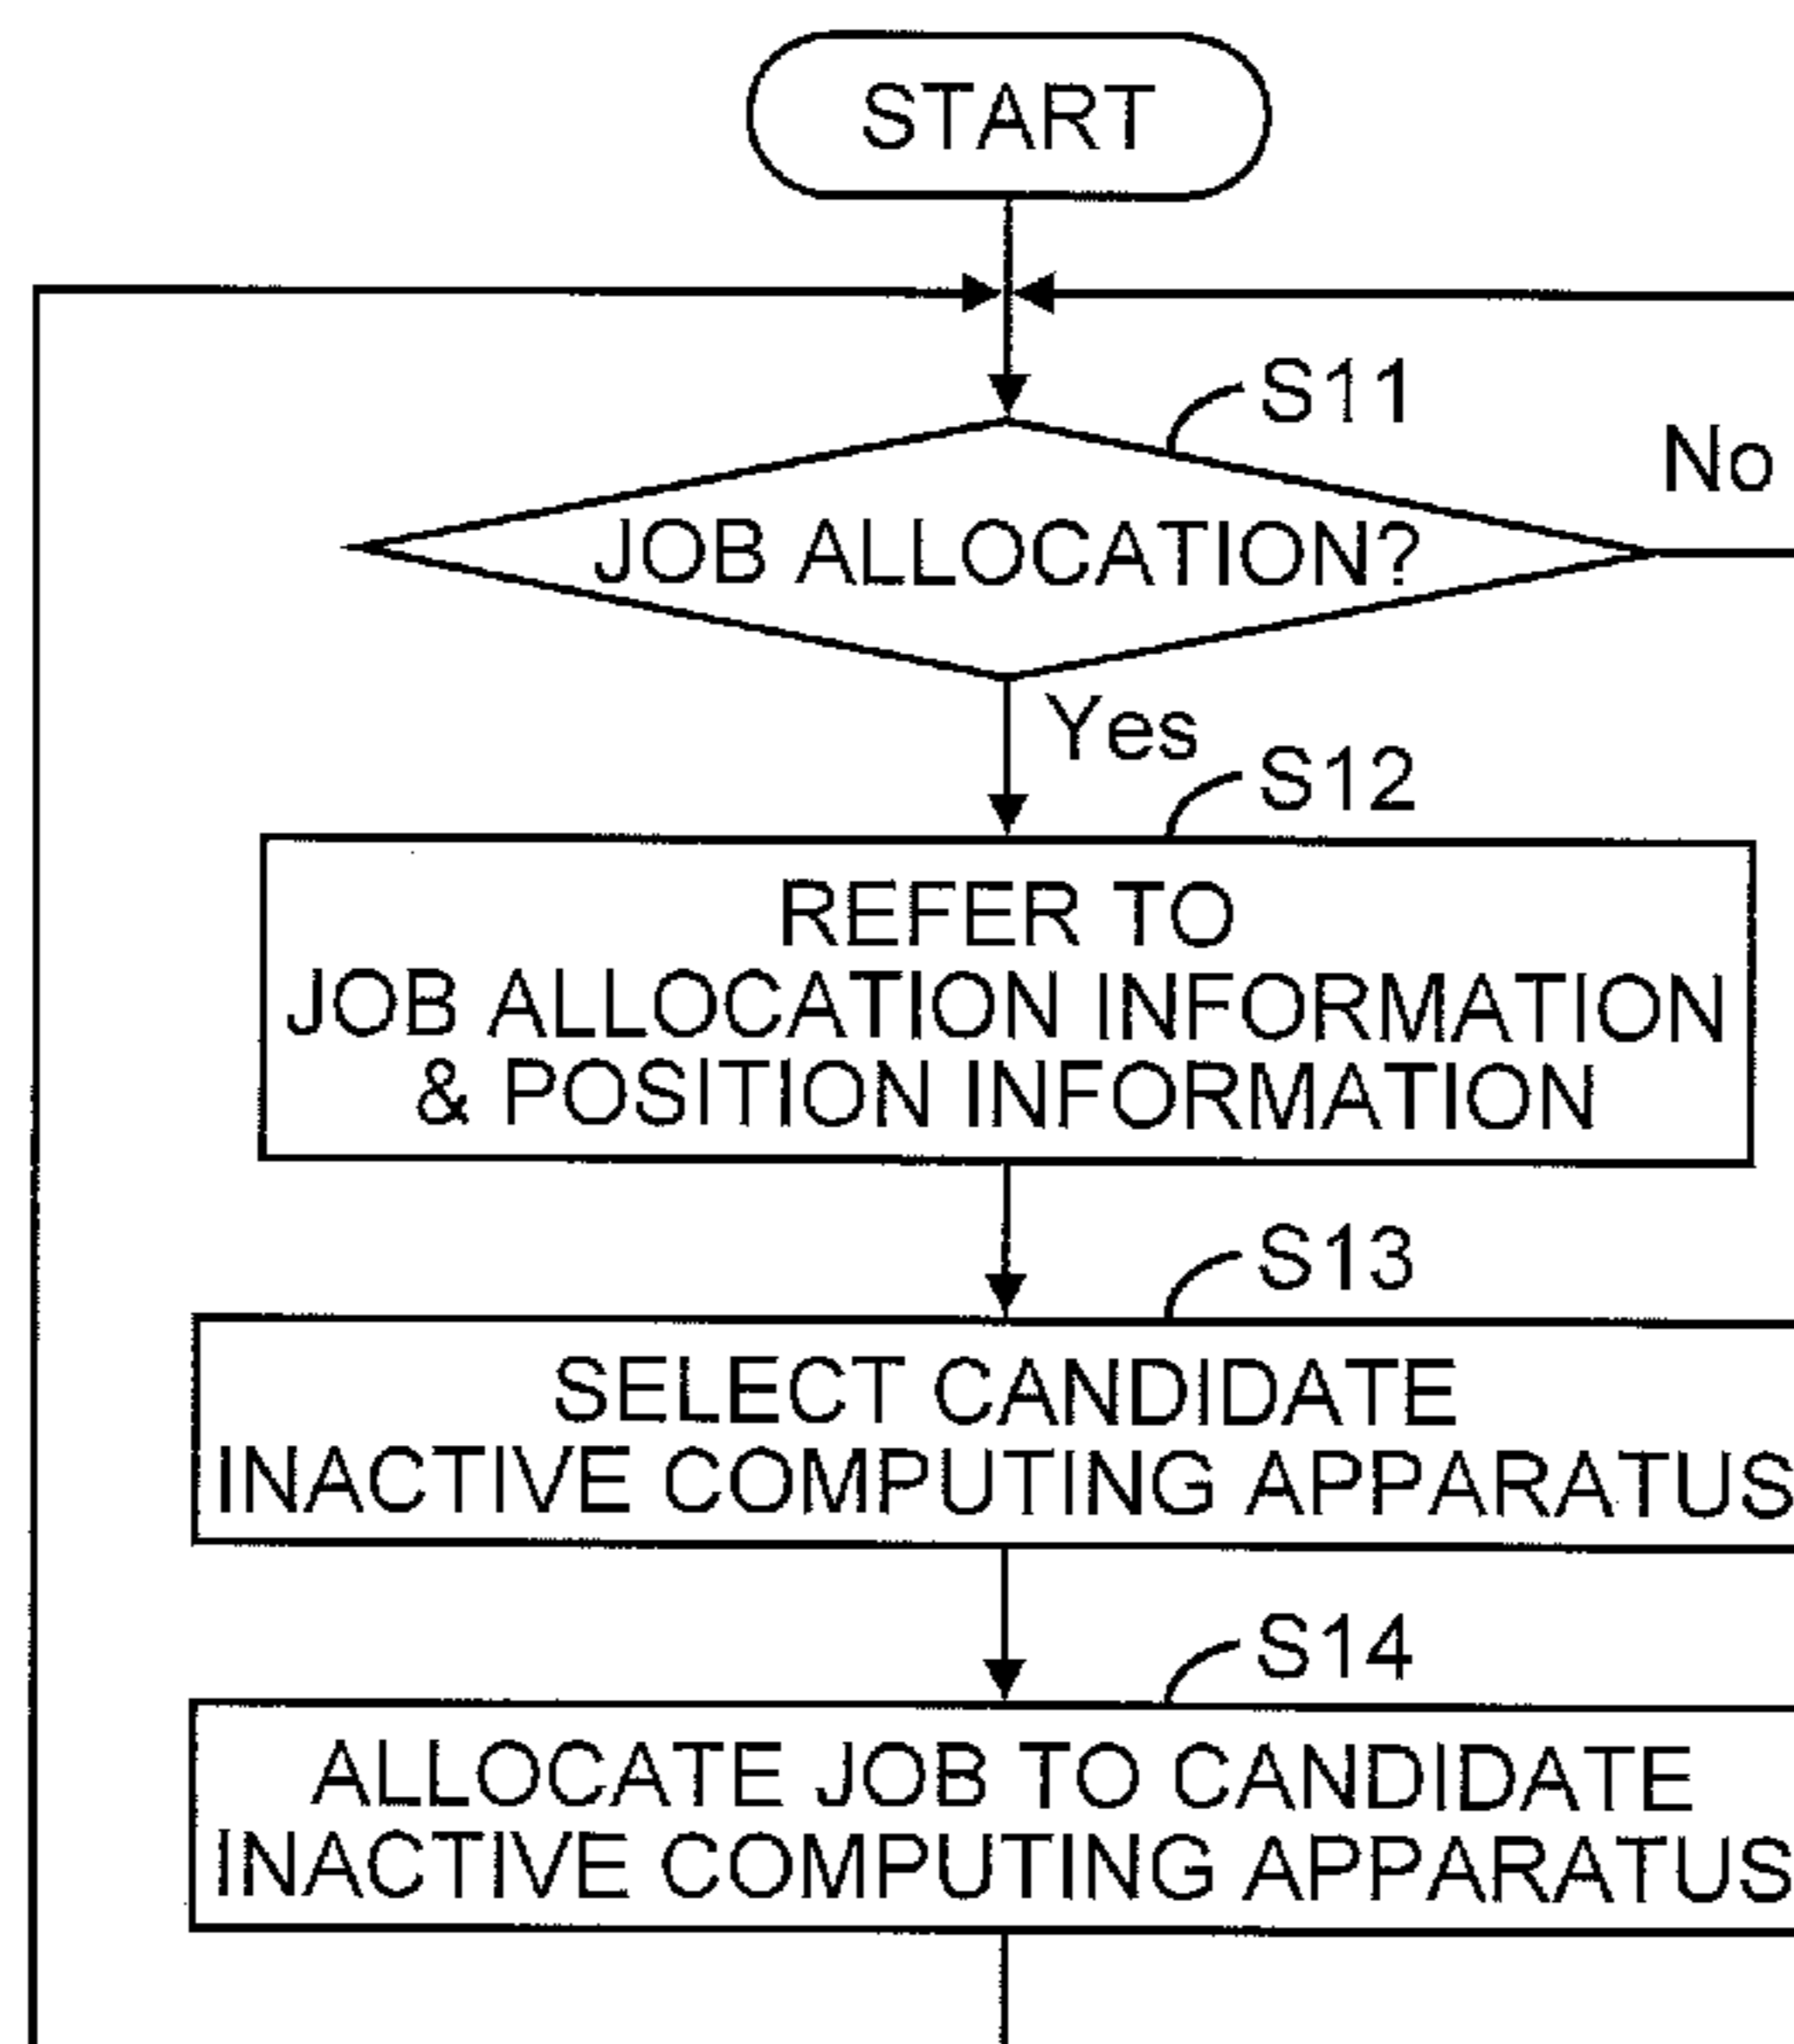 START
S11
No
JOB ALLOCATION?
Yes
S12
REFER TO
JOB ALLOCATION INFORMATION
& POSITION INFORMATION
S13
SELECT CANDIDATE
INACTIVE COMPUTING APPARATUS
S14
ALLOCATE JOB TO CANDIDATE
INACTIVE COMPUTING APPARATUS